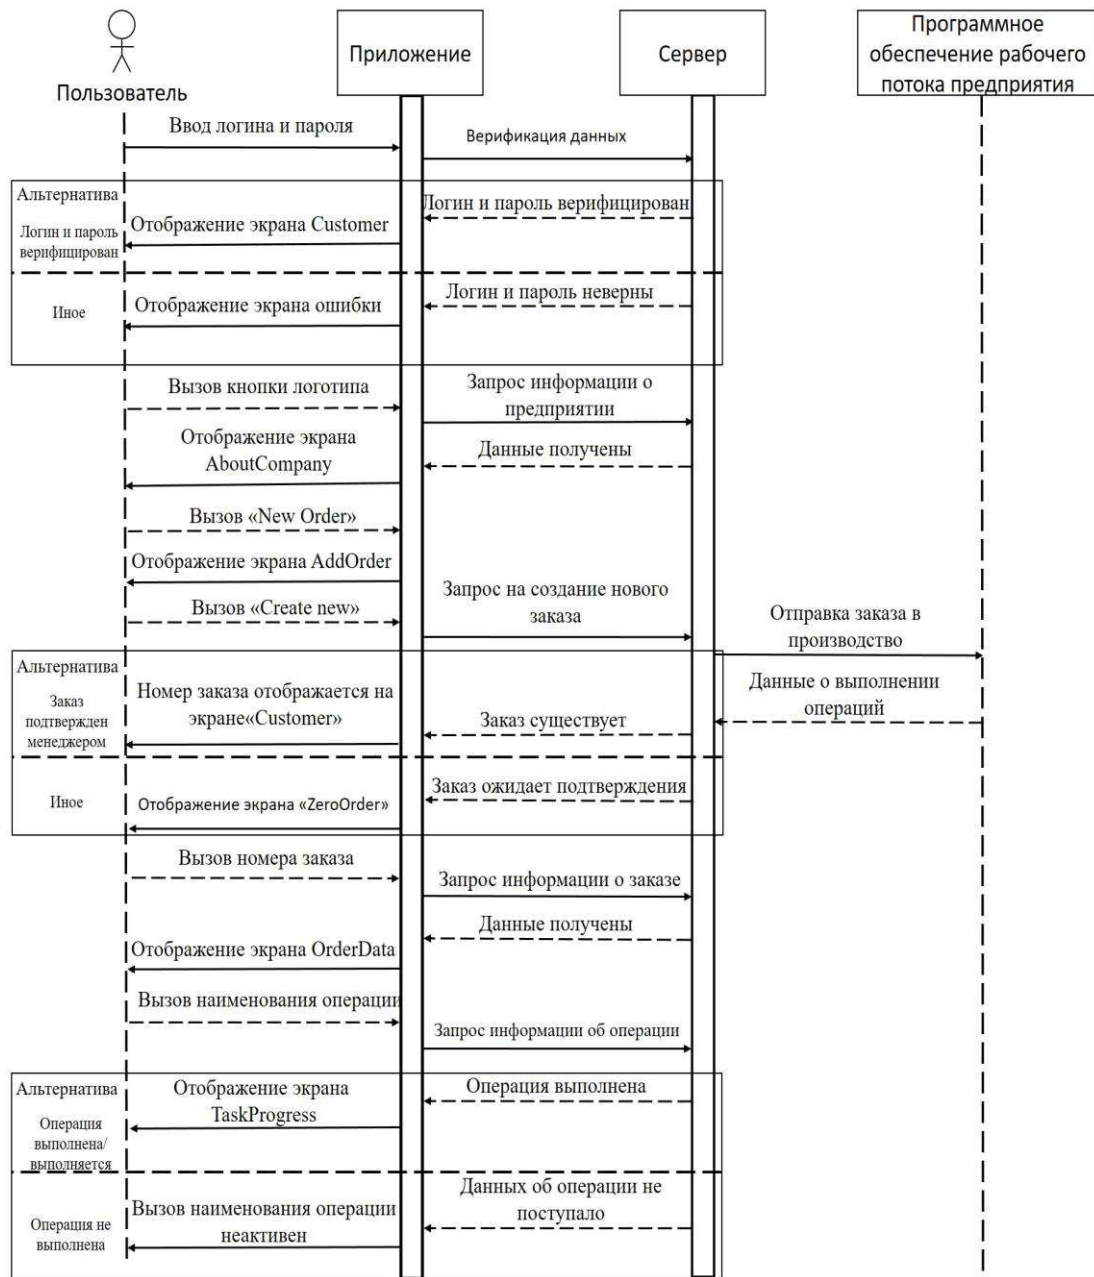 Пользователь
Приложение
Сервер
Программное
обеспечение рабочего
потока предприятия
Ввод логина и пароля
Верификация данных
Альтернатива
Логин и пароль
верифицирован
Логин и пароль верифицирован
Отображение экрана Customer
Иное
Логин и пароль неверны
Отображение экрана ошибки
Вызов кнопки логотипа
Запрос информации о
предприятии
Данные получены
Отображение экрана
AboutCompany
Вызов «New Order»
Отображение экрана AddOrder
Вызов «Create new»
Запрос на создание нового
заказа
Отправка заказа в
производство
Альтернатива
Заказ
подтвержден
менеджером
Данные о выполнении
операций
Заказ существует
Номер заказа отображается на
экране«Customer»
Иное
Заказ ожидает подтверждения
Отображение экрана «ZeroOrder»
Вызов номера заказа
Запрос информации о заказе
Данные получены
Отображение экрана OrderData
Вызов наименования операции
Запрос информации об операции
Альтернатива
Операция
выполнена/
выполняется
Операция выполнена
Отображение экрана
TaskProgress
Операция не
выполнена
Данных об операции не
поступало
Вызов наименования операции
неактивен